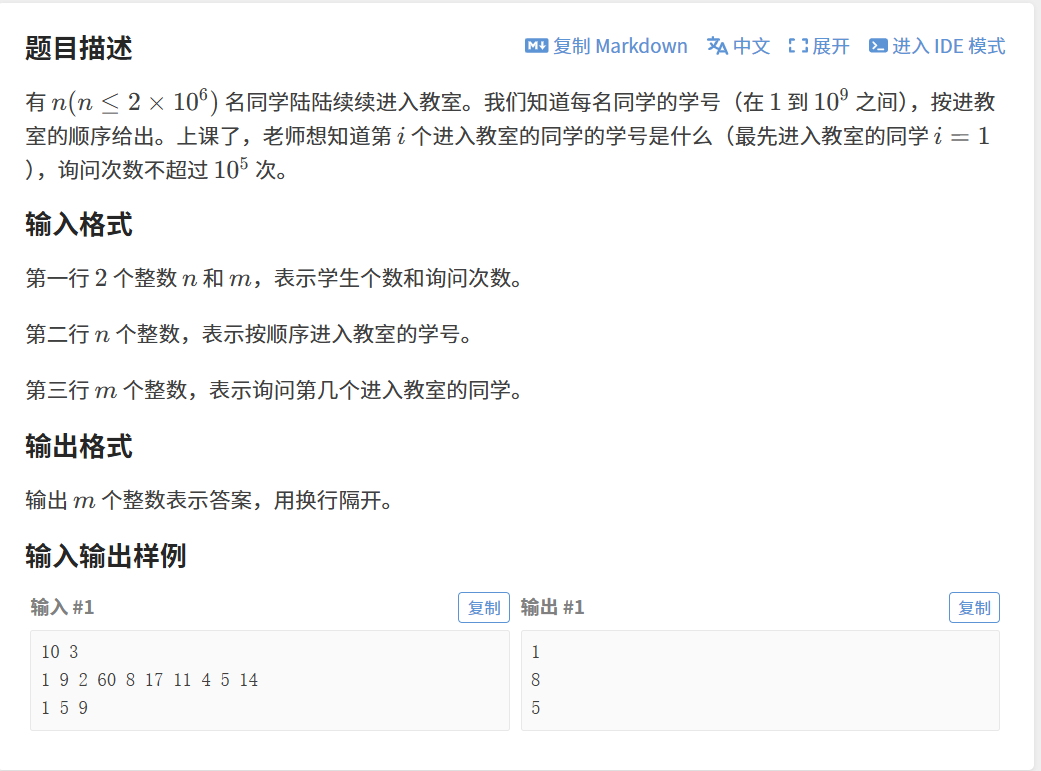 题目描述
复制 Markdown 中文 展开 进入 IDE 模式
有 n(n ≤ 2 × 10⁶) 名同学陆陆续续进入教室。我们知道每名同学的学号（在 1 到 10⁹ 之间），按进教
室的顺序给出。上课了，老师想知道第 i 个进入教室的同学的学号是什么（最先进入教室的同学 i = 1
），询问次数不超过 10⁵ 次。
输入格式
第一行 2 个整数 n 和 m，表示学生个数和询问次数。
第二行 n 个整数，表示按顺序进入教室的学号。
第三行 m 个整数，表示询问第几个进入教室的同学。
输出格式
输出 m 个整数表示答案，用换行隔开。
输入输出样例
输入 #1
复制
10 3
1 9 2 60 8 17 11 4 5 14
1 5 9
输出 #1
复制
1
8
5